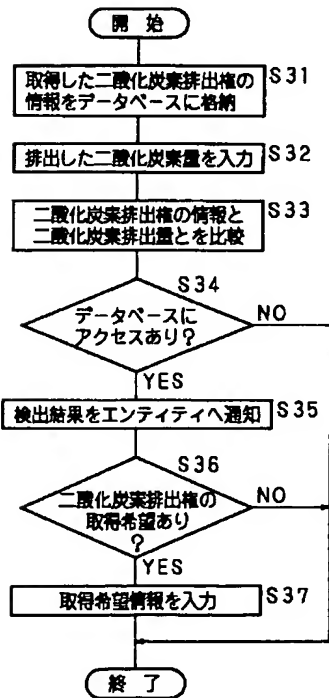 開始
取得した二酸化炭素排出権の S31
情報をデータベースに格納
排出した二酸化炭素量を入力 S32
二酸化炭素排出権の情報と S33
二酸化炭素排出量とを比較
S34
データベースに NO
アクセスあり?
YES
検出結果をエンティティへ通知 S35
S36
二酸化炭素排出権の NO
取得希望あり
?
YES
取得希望情報を入力 S37
終了